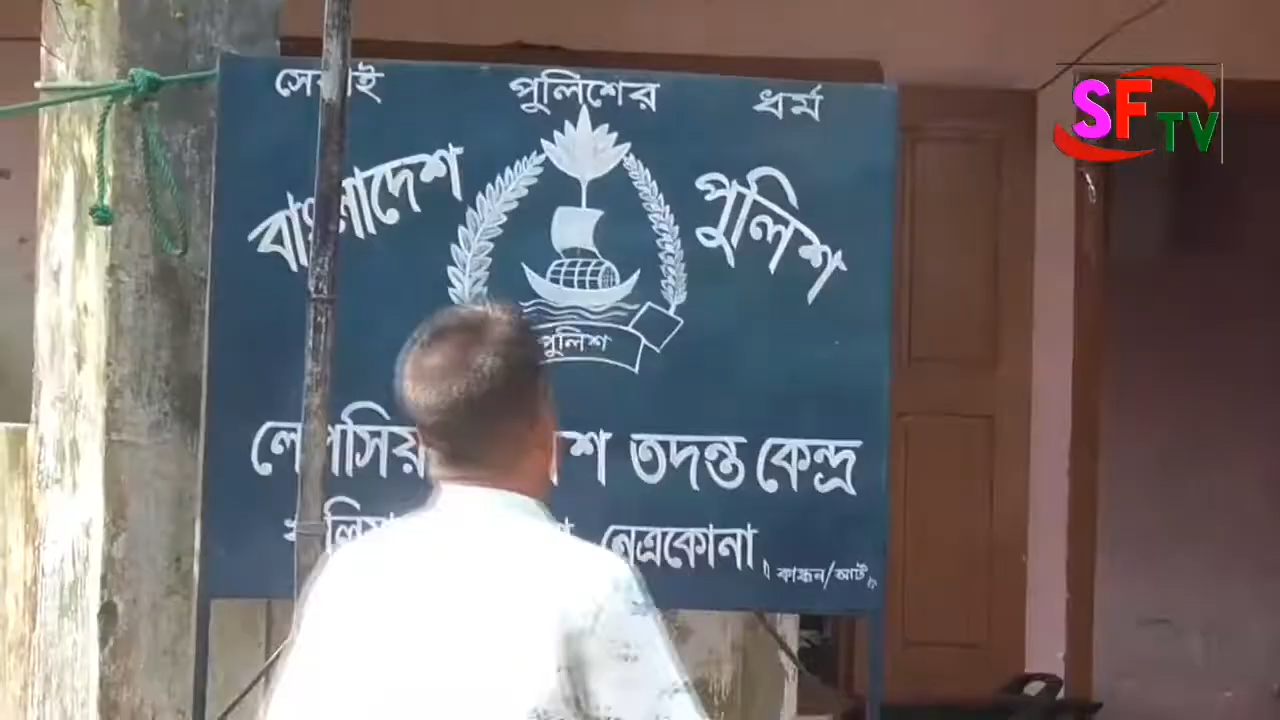 সেবাই পুলিশের ধর্ম
বাংলাদেশ পুলিশ
পুলিশ
তদন্ত কেন্দ্র
নেত্রকোনা
কাঞ্চন/আর্ট
SF TV